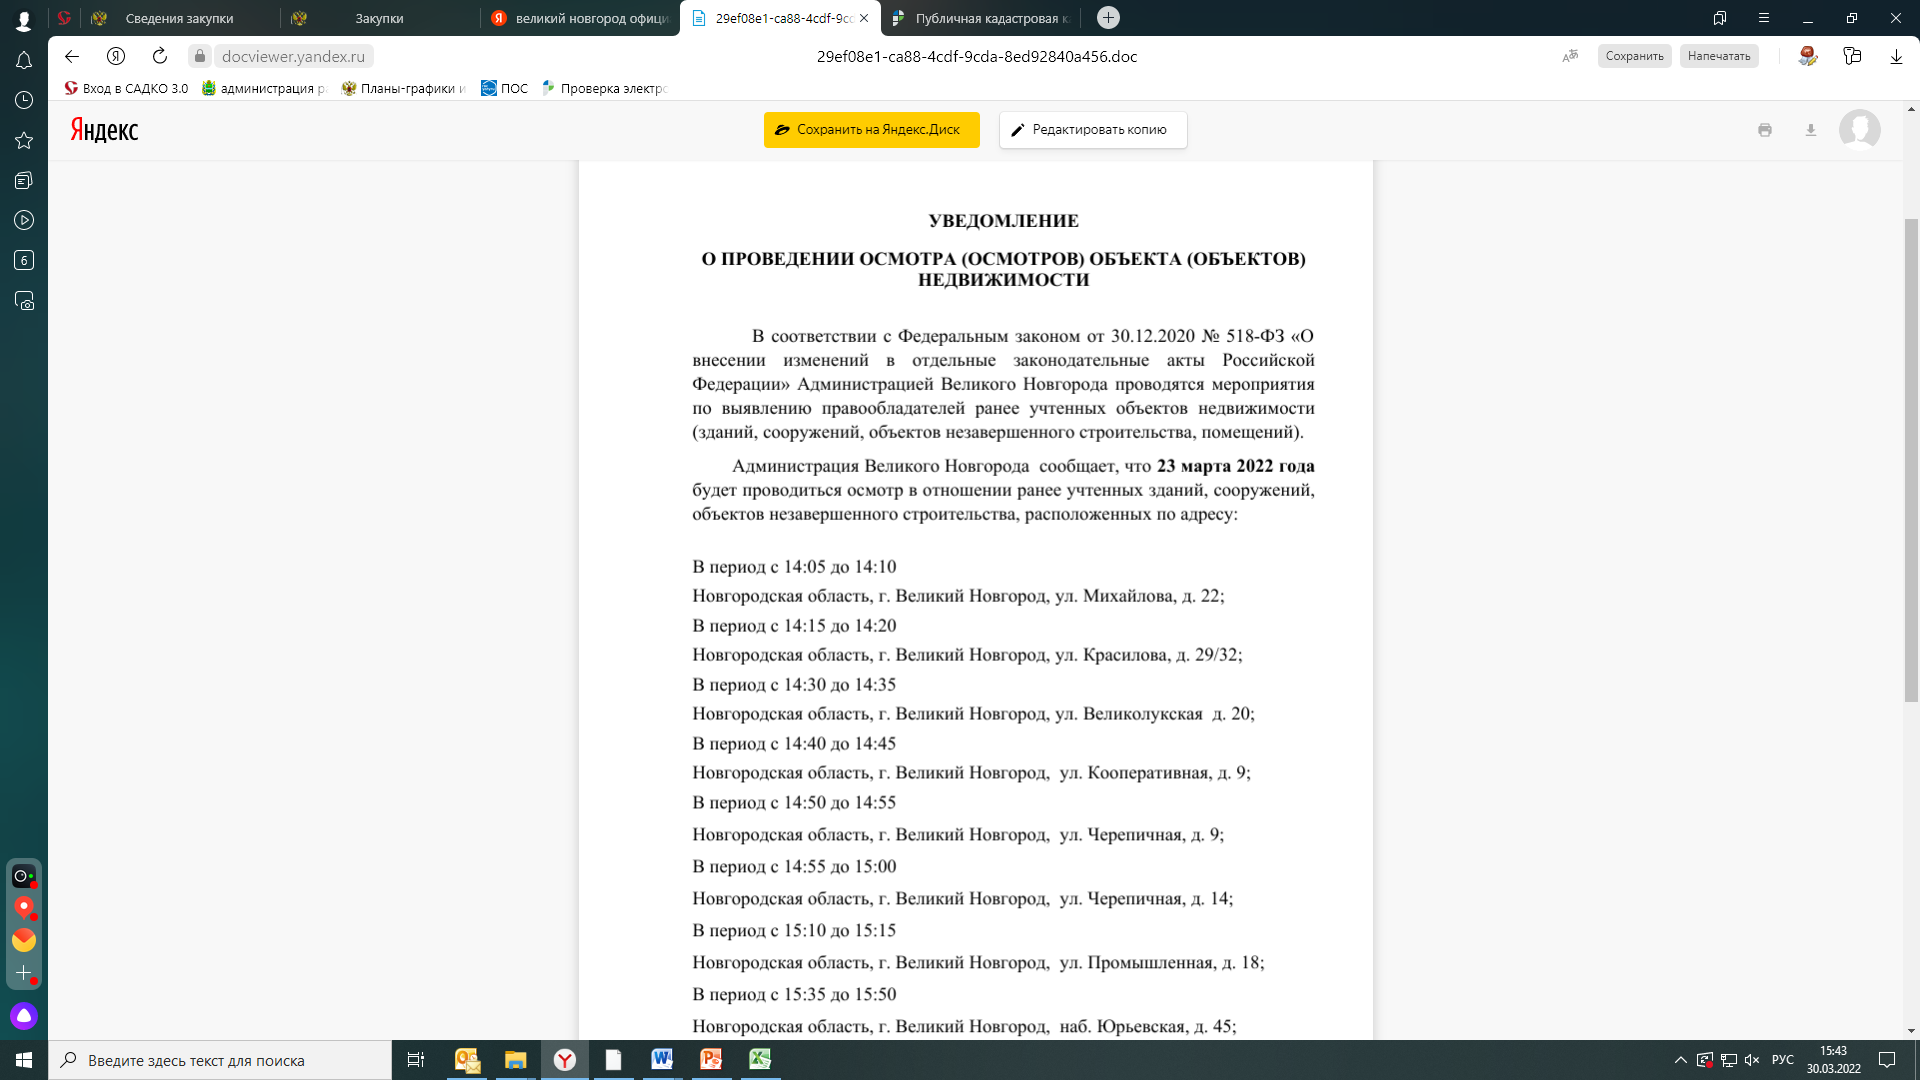 Сведения закупки
Закупки
великий новгород офици
29ef08e1-ca88-4cdf-9cc
Публичная кадастровая к
docviewer.yandex.ru
29ef08e1-ca88-4cdf-9cda-8ed92840a456.doc
Сохранить
Напечатать
Вход в САДКО 3.0
администрация р
Планы-графики и
ПОС
Проверка электро
Яндекс
Сохранить на Яндекс.Диск
Редактировать копию
УВЕДОМЛЕНИЕ
О ПРОВЕДЕНИИ ОСМОТРА (ОСМОТРОВ) ОБЪЕКТА (ОБЪЕКТОВ)
НЕДВИЖИМОСТИ
В соответствии с Федеральным законом от 30.12.2020 № 518-ФЗ «О
внесении изменений в отдельные законодательные акты Российской
Федерации» Администрацией Великого Новгорода проводятся мероприятия
по выявлению правообладателей ранее учтенных объектов недвижимости
(зданий, сооружений, объектов незавершенного строительства, помещений).
Администрация Великого Новгорода сообщает, что 23 марта 2022 года
будет проводиться осмотр в отношении ранее учтенных зданий, сооружений,
объектов незавершенного строительства, расположенных по адресу:
В период с 14:05 до 14:10
Новгородская область, г. Великий Новгород, ул. Михайлова, д. 22;
В период с 14:15 до 14:20
Новгородская область, г. Великий Новгород, ул. Красилова, д. 29/32;
В период с 14:30 до 14:35
Новгородская область, г. Великий Новгород, ул. Великолукская д. 20;
В период с 14:40 до 14:45
Новгородская область, г. Великий Новгород, ул. Кооперативная, д. 9;
В период с 14:50 до 14:55
Новгородская область, г. Великий Новгород, ул. Черепичная, д. 9;
В период с 14:55 до 15:00
Новгородская область, г. Великий Новгород, ул. Черепичная, д. 14;
В период с 15:10 до 15:15
Новгородская область, г. Великий Новгород, ул. Промышленная, д. 18;
В период с 15:35 до 15:50
Новгородская область, г. Великий Новгород, наб. Юрьевская, д. 45;
6
Введите здесь текст для поиска
РУС
15:43
30.03.2022